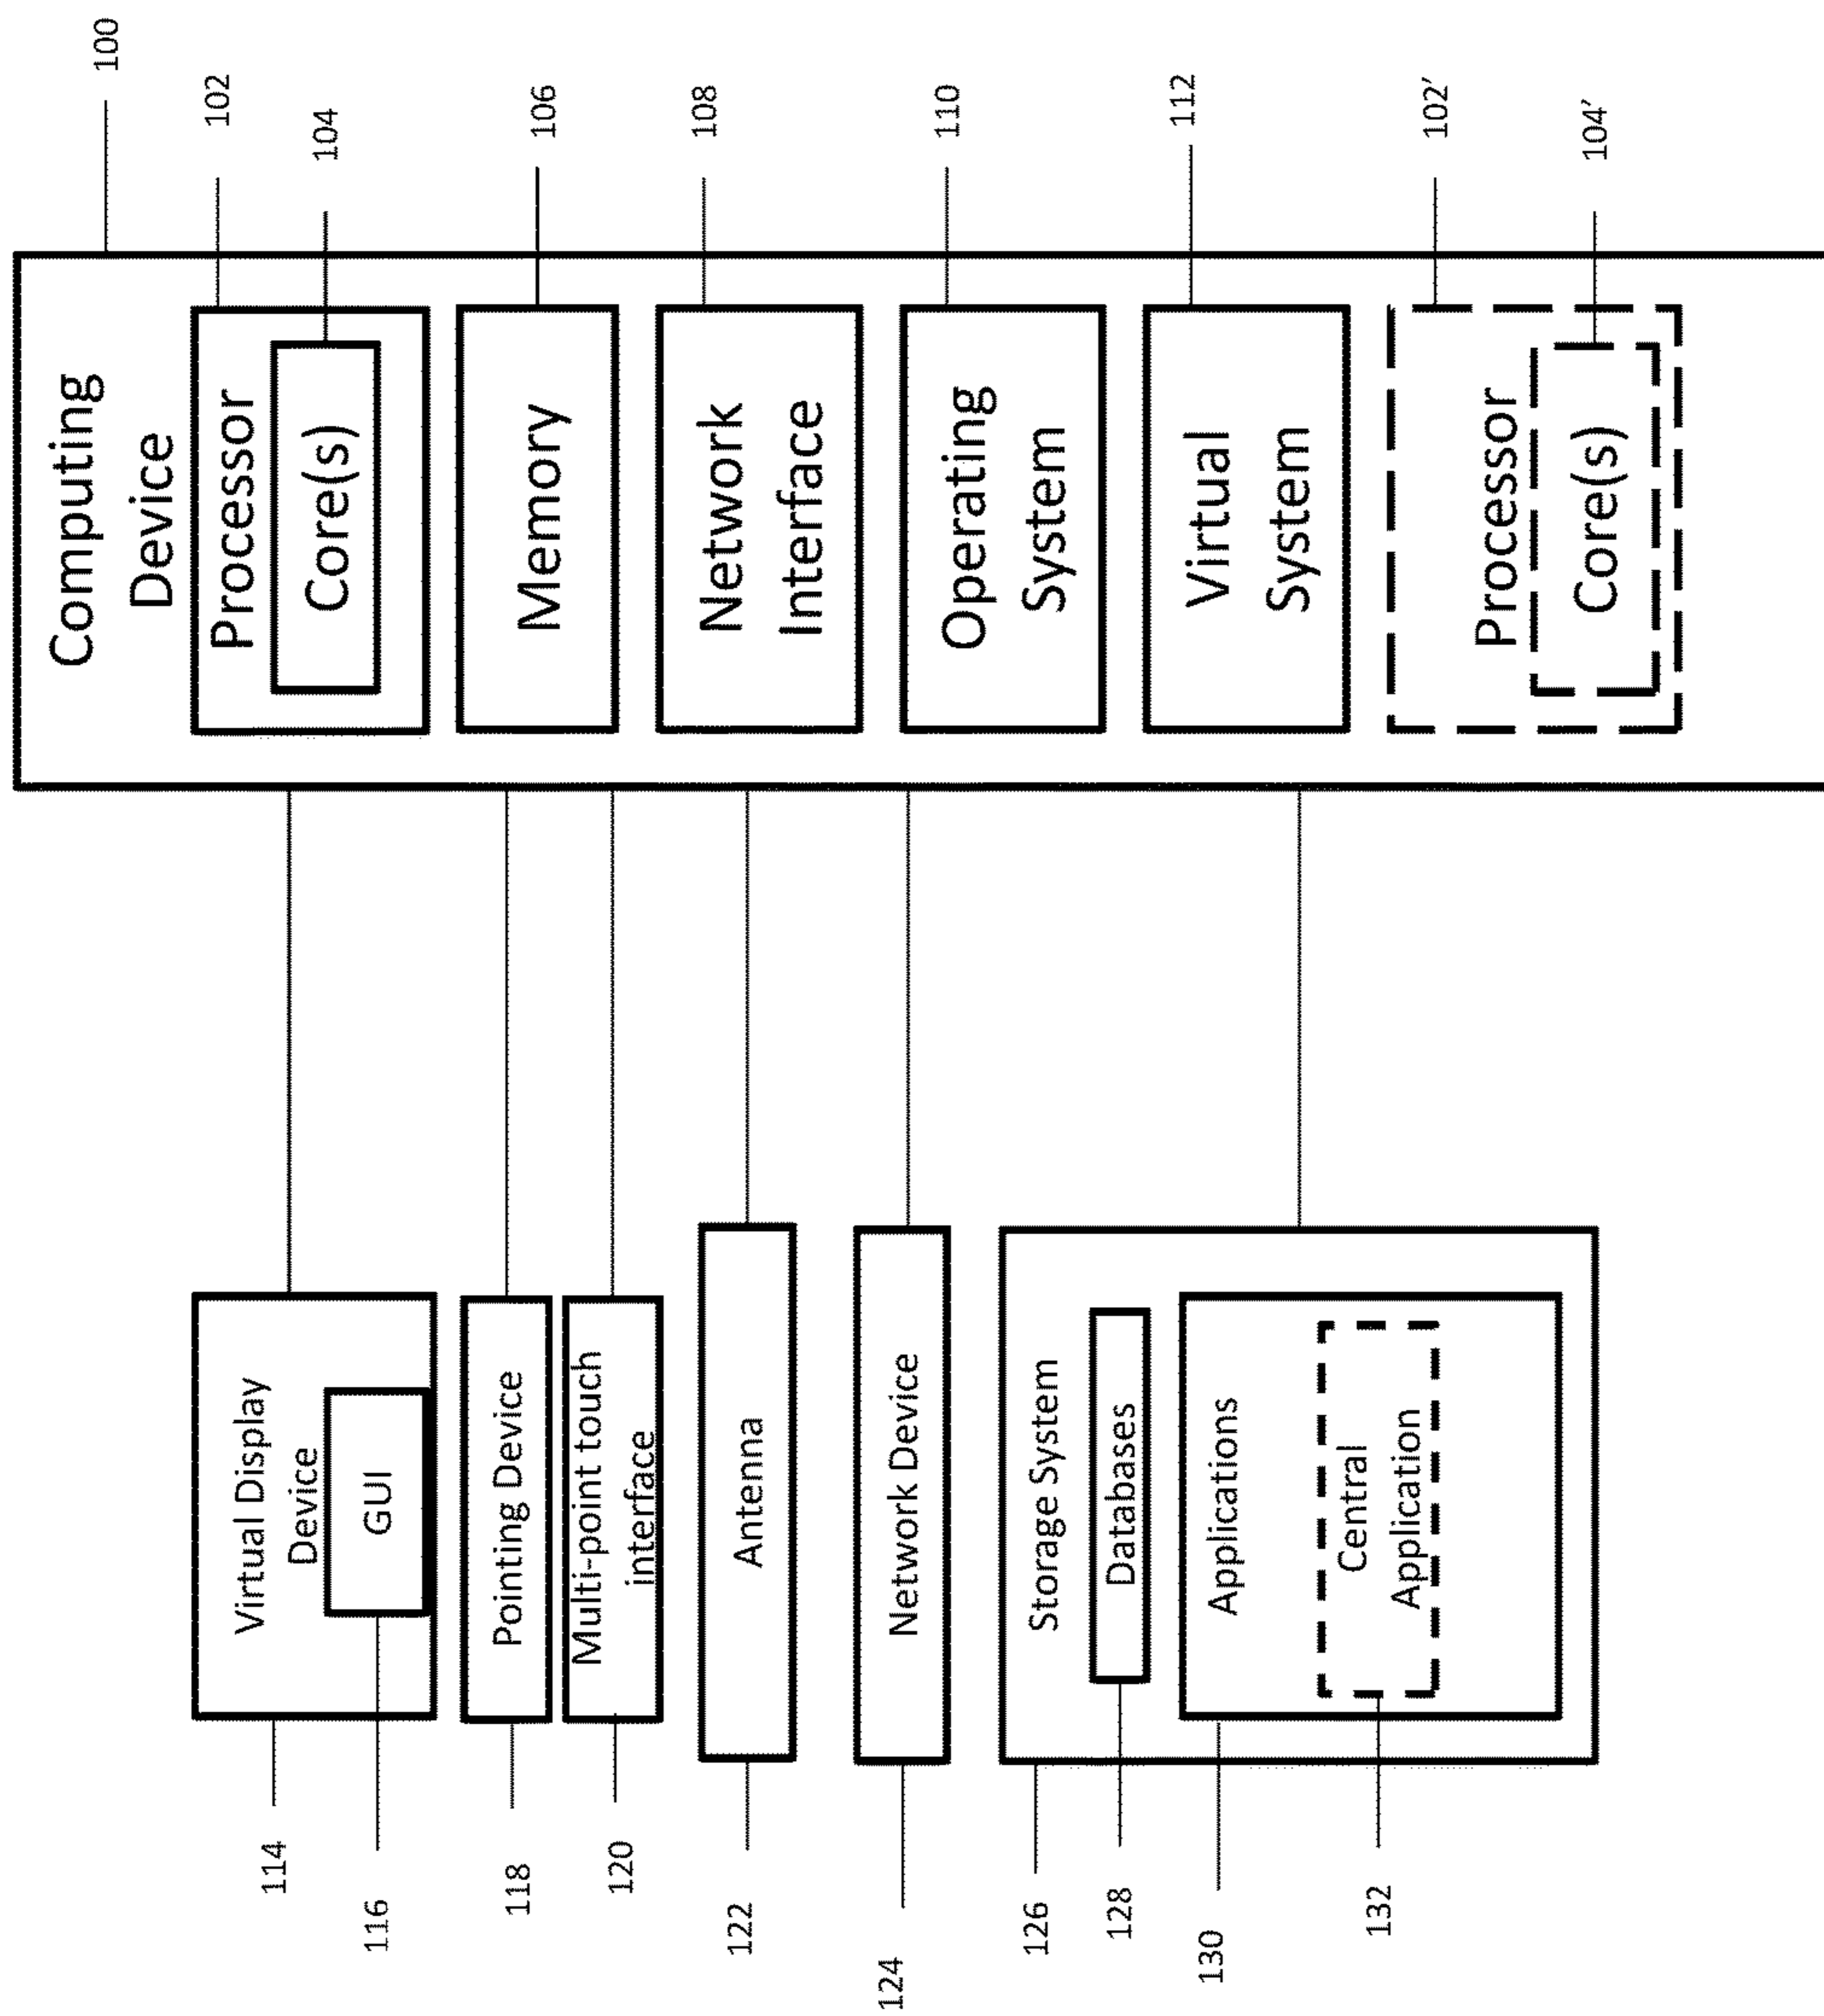 114
116
118
120
122
124
126
128
130
132
Virtual Display
Device
GUI
Pointing Device
Multi-point touch
interface
Antenna
Network Device
Storage System
Databases
Applications
Central
Application
Computing
Device
Processor
Core(s)
Memory
Network
Interface
Operating
System
Virtual
System
Processor
Core(s)
100
102
104
106
108
110
112
102’
104’